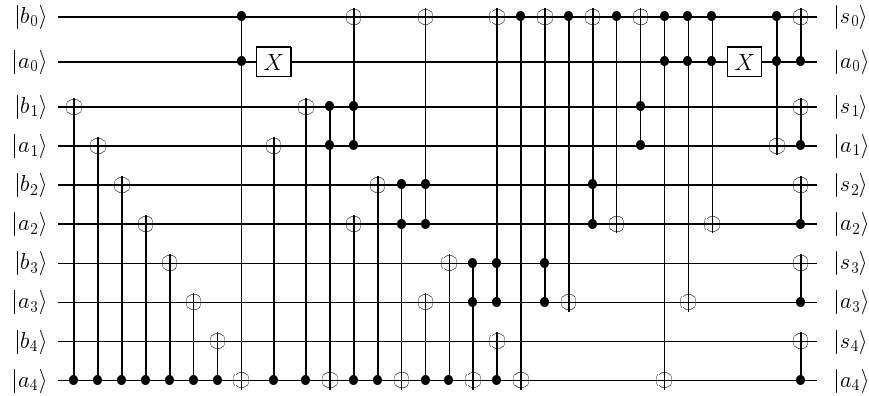 |b₀⟩ |s₀⟩
|a₀⟩ X X |a₀⟩
|b₁⟩ |s₁⟩
|a₁⟩ |a₁⟩
|b₂⟩ |s₂⟩
|a₂⟩ |a₂⟩
|b₃⟩ |s₃⟩
|a₃⟩ |a₃⟩
|b₄⟩ |s₄⟩
|a₄⟩ |a₄⟩